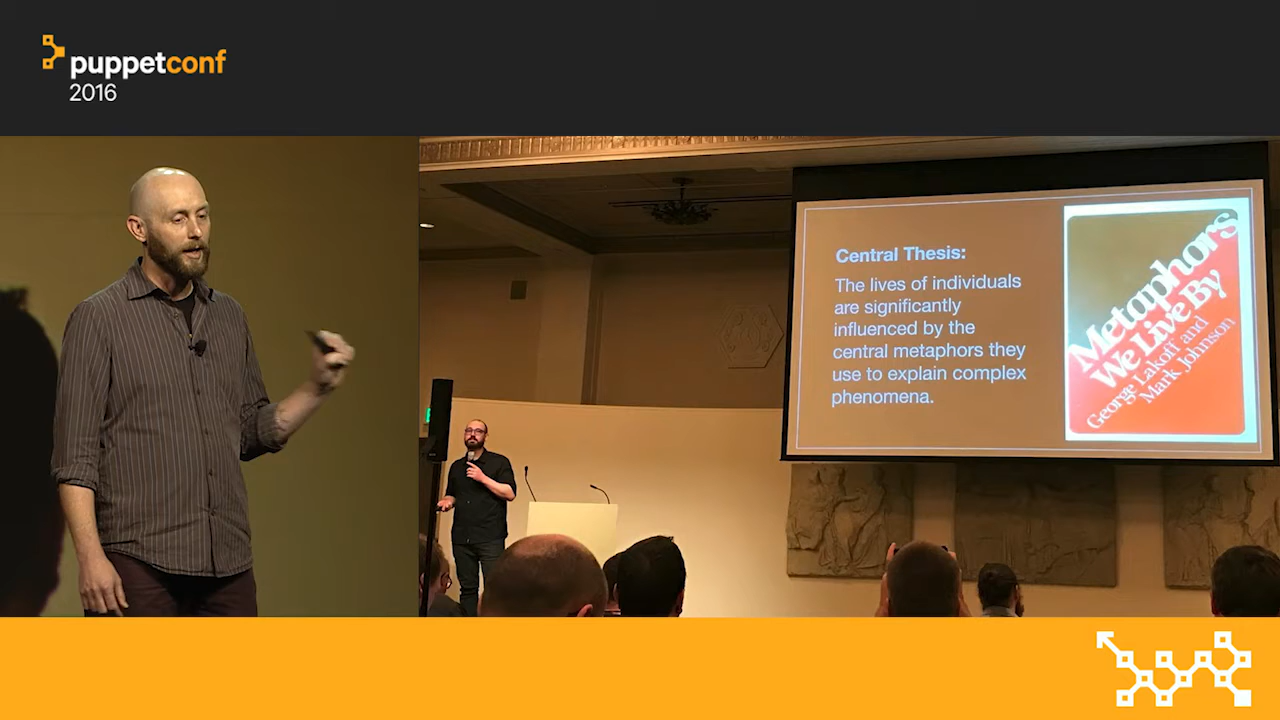 puppetconf
2016
Central Thesis:
The lives of individuals
are significantly
influenced by the
central metaphors they
use to explain complex
phenomena.
Metaphors
We Live By
George Lakoff and
Mark Johnson